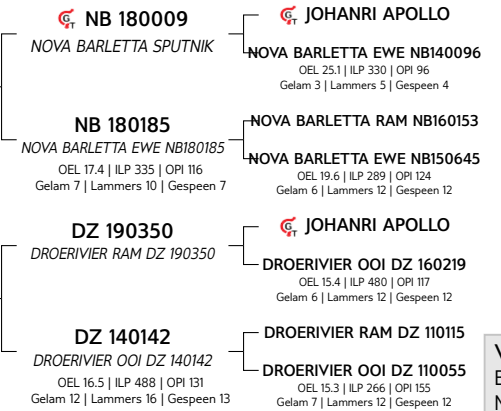 NB 180009
NOVA BARLETTA SPUTNIK
NB 180185
NOVA BARLETTA EWE NB180185
OEL 17.4 | ILP 335 | OPI 116
Gelam 7 | Lammers 10 | Gespeen 7
DZ 190350
DROERIVIER RAM DZ 190350
DZ 140142
DROERIVIER OOI DZ 140142
OEL 16.5 | ILP 488 | OPI 131
Gelam 12 | Lammers 16 | Gespeen 13
JOHANRI APOLLO
NOVA BARLETTA EWE NB140096
OEL 25.1 | ILP 330 | OPI 96
Gelam 3 | Lammers 5 | Gespeen 4
NOVA BARLETTA RAM NB160153
NOVA BARLETTA EWE NB150645
OEL 19.6 | ILP 289 | OPI 124
Gelam 6 | Lammers 12 | Gespeen 12
JOHANRI APOLLO
DROERIVIER OOI DZ 160219
OEL 15.4 | ILP 480 | OPI 117
Gelam 6 | Lammers 12 | Gespeen 12
DROERIVIER RAM DZ 110115
DROERIVIER OOI DZ 110055
OEL 15.3 | ILP 266 | OPI 155
Gelam 7 | Lammers 12 | Gespeen 12